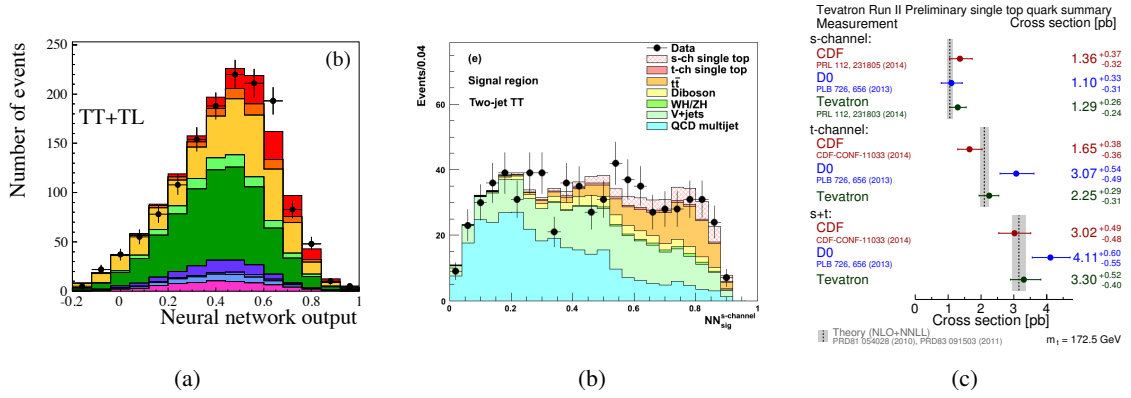 250
200
150
100
50
0
-0.2 0 0.2 0.4 0.6 0.8 1
Number of events
Neural network output
TT+TL
(b)
(a)
Events/0.04
60
40
20
0
0 0.2 0.4 0.6 0.8 1
NN s-channel sig
(e)
Signal region
Two-jet TT
Data
s-ch single top
t-ch single top
tt̄
Diboson
WH/ZH
V+jets
QCD multijet
(b)
Tevatron Run II Preliminary single top quark summary
Measurement Cross section [pb]
s-channel:
CDF 1.36 +0.37 -0.32
PRL 112, 231805 (2014)
D0 1.10 +0.33 -0.31
PLB 726, 656 (2013)
Tevatron 1.29 +0.26 -0.24
PRL 112, 231803 (2014)
t-channel:
CDF 1.65 +0.38 -0.36
CDF-CONF-11033 (2014)
D0 3.07 +0.54 -0.49
PLB 726, 656 (2013)
Tevatron 2.25 +0.29 -0.31
s+t:
CDF 3.02 +0.49 -0.48
CDF-CONF-11033 (2014)
D0 4.11 +0.60 -0.55
PLB 726, 656 (2013)
Tevatron 3.30 +0.52 -0.40
0 1 2 3 4
Cross section [pb]
Theory (NLO+NNLL)
PRD81 054028 (2010), PRD83 091503 (2011)
m t = 172.5 GeV
(c)